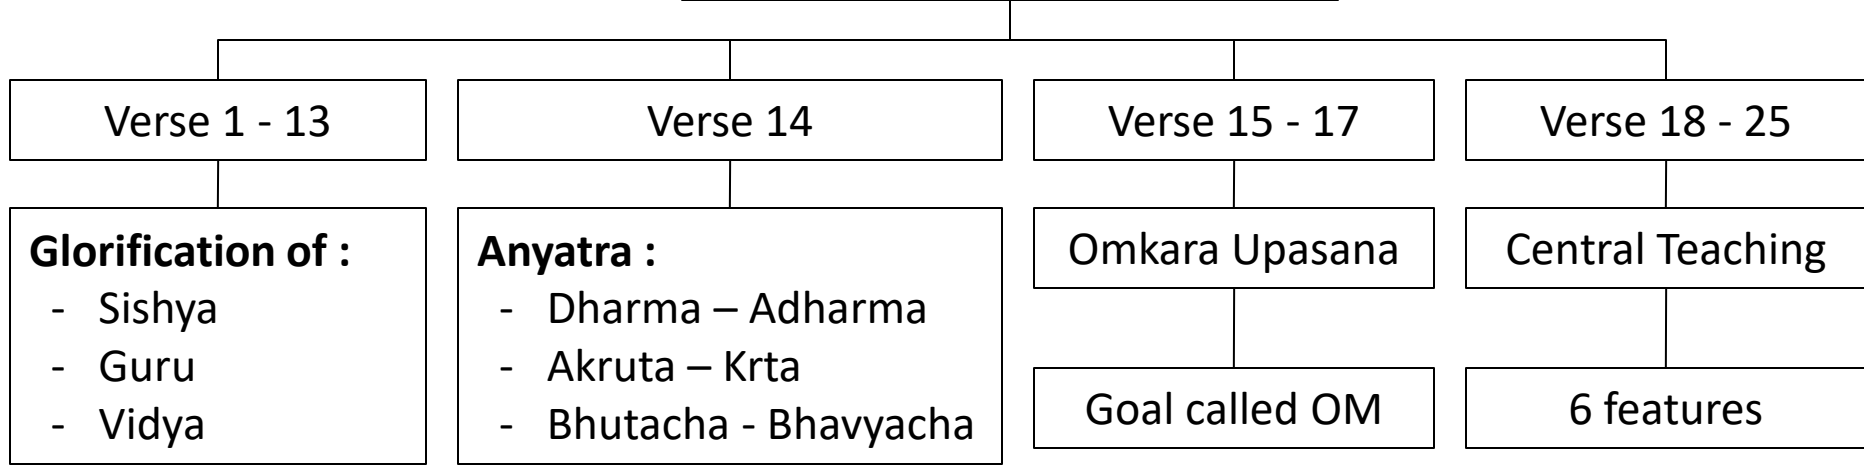 Verse 1 - 13
Verse 14
Verse 15 - 17
Verse 18 - 25
Glorification of :
- Sishya
- Guru
- Vidya
Anyatra :
- Dharma – Adharma
- Akruta – Krta
- Bhutacha - Bhavyacha
Omkara Upasana
Goal called OM
Central Teaching
6 features